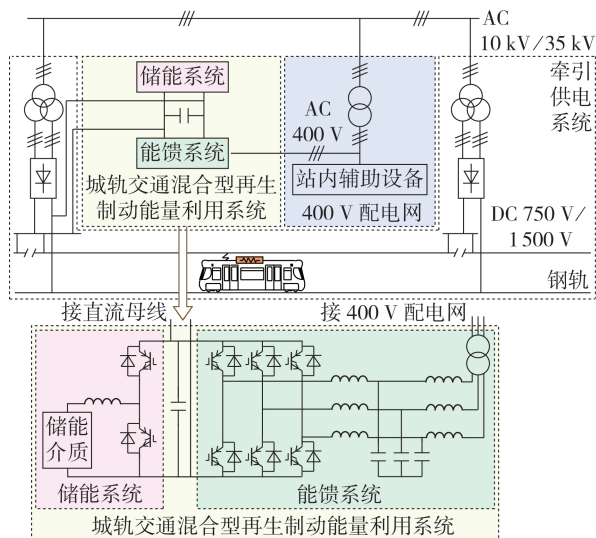 AC
10 kV/35 kV
牵引
供电
系统
储能系统
AC
400 V
能馈系统
站内辅助设备
城轨交通混合型再生
制动能量利用系统
400 V 配电网
DC 750 V/
1 500 V
钢轨
接直流母线
接 400 V 配电网
储能
介质
储能系统
能馈系统
城轨交通混合型再生制动能量利用系统